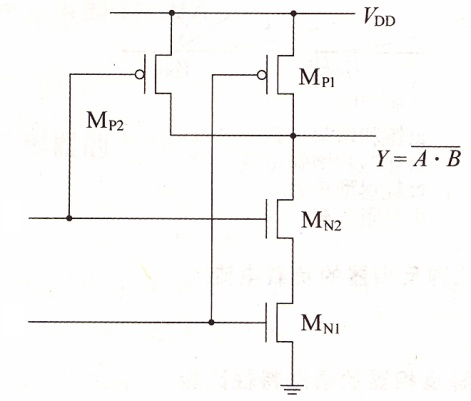 V_DD
M_P1
M_P2
Y = \overline{A · B}
M_N2
M_N1